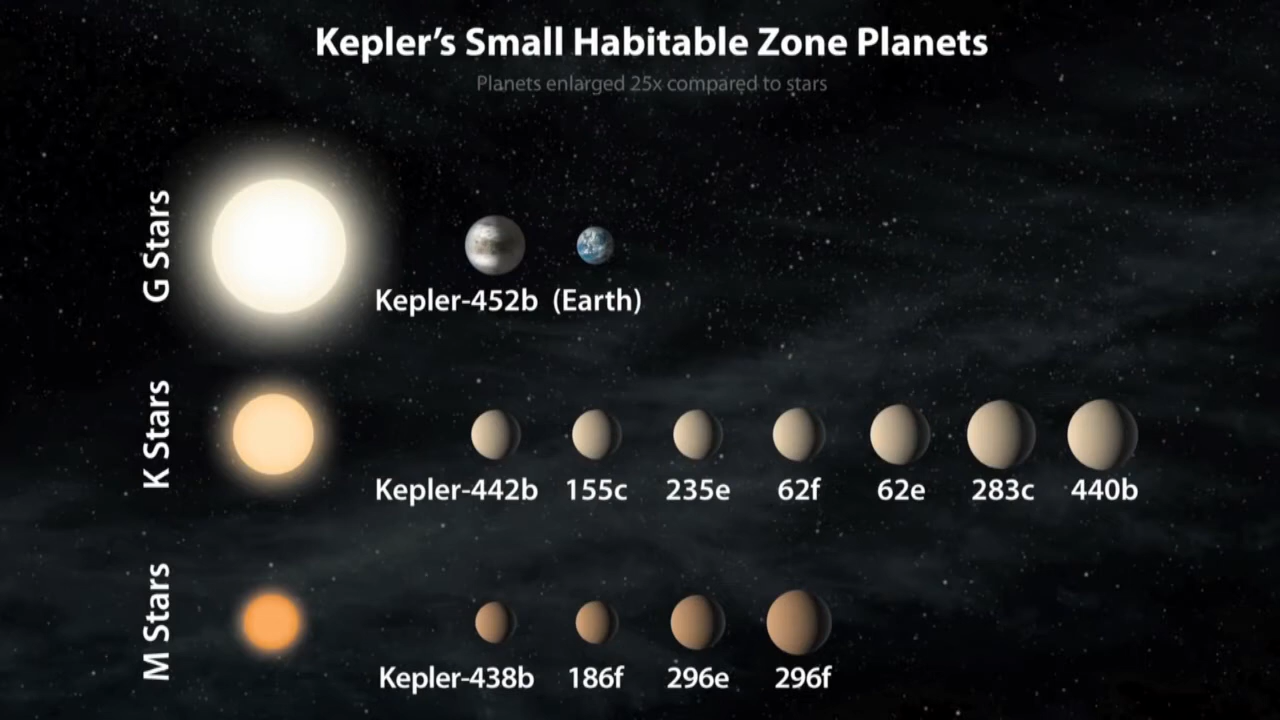 Kepler’s Small Habitable Zone Planets
Planets enlarged 25x compared to stars
G Stars
Kepler-452b (Earth)
K Stars
Kepler-442b 155c 235e 62f 62e 283c 440b
M Stars
Kepler-438b 186f 296e 296f